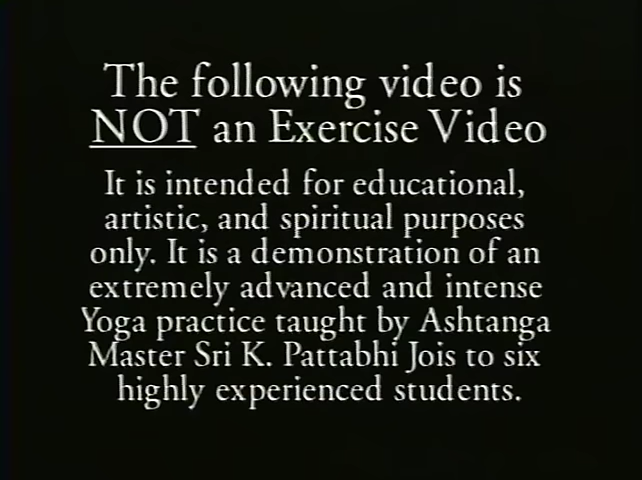 The following video is
NOT an Exercise Video
It is intended for educational,
artistic, and spiritual purposes
only. It is a demonstration of an
extremely advanced and intense
Yoga practice taught by Ashtanga
Master Sri K. Pattabhi Jois to six
highly experienced students.